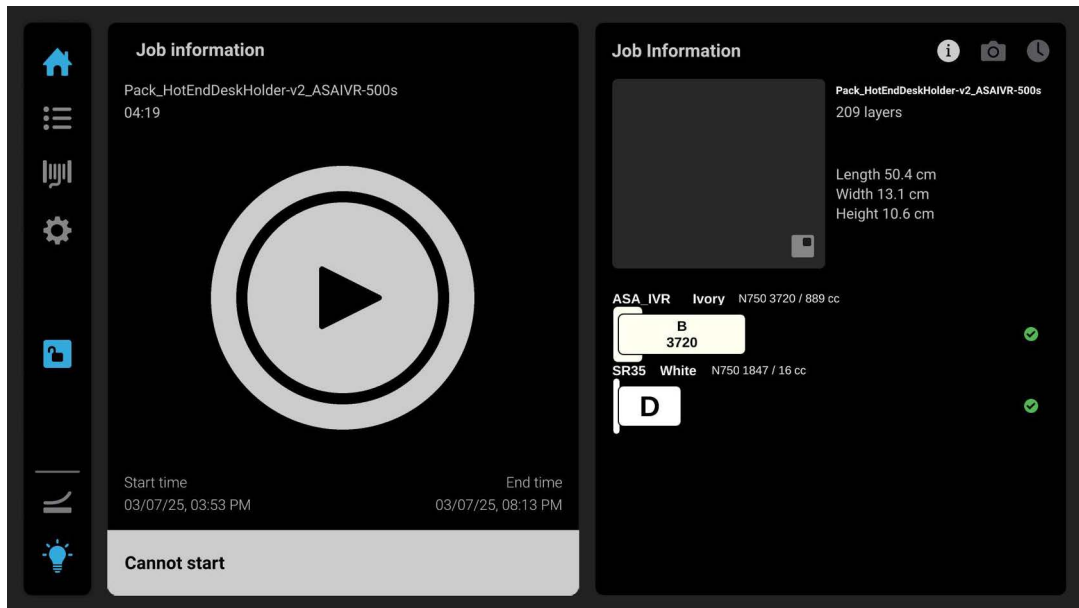 Job information
Pack_HotEndDeskHolder-v2_ASAIVR-500s
04:19
Start time
03/07/25, 03:53 PM
End time
03/07/25, 08:13 PM
Cannot start
Job Information
i
Pack_HotEndDeskHolder-v2_ASAIVR-500s
209 layers
Length 50.4 cm
Width 13.1 cm
Height 10.6 cm
ASA_IVR Ivory N750 3720 / 889 cc
B
3720
SR35 White N750 1847 / 16 cc
D